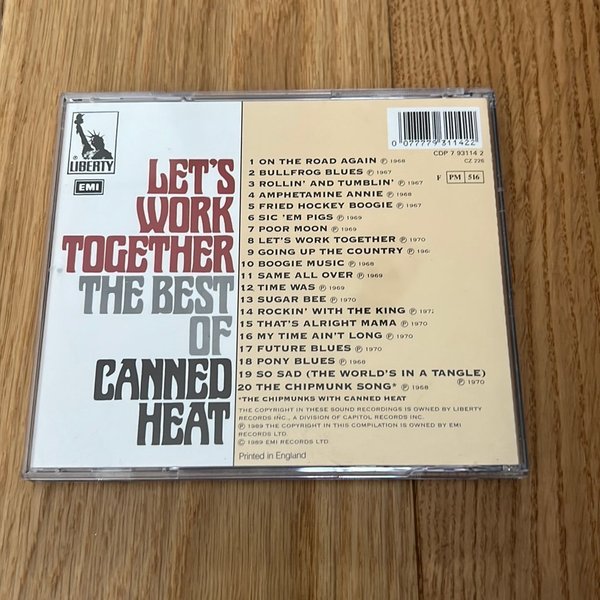 LIBERTY
EMI
LET'S
WORK
TOGETHER
THE BEST
OF
CANNED
HEAT
0 077779 311422
CDP 7 93114 2
CZ 226
F PM 516
1 ON THE ROAD AGAIN ℗ 1968
2 BULLFROG BLUES ℗ 1967
3 ROLLIN' AND TUMBLIN' ℗ 1967
4 AMPHETAMINE ANNIE ℗ 1968
5 FRIED HOCKEY BOOGIE ℗ 1967
6 SIC 'EM PIGS ℗ 1969
7 POOR MOON ℗ 1969
8 LET'S WORK TOGETHER ℗ 1970
9 GOING UP THE COUNTRY ℗ 196
10 BOOGIE MUSIC ℗ 1968
11 SAME ALL OVER ℗ 1969
12 TIME WAS ℗ 1969
13 SUGAR BEE ℗ 1970
14 ROCKIN' WITH THE KING ℗ 197
15 THAT'S ALRIGHT MAMA ℗ 1970
16 MY TIME AIN'T LONG ℗ 1970
17 FUTURE BLUES ℗ 1970
18 PONY BLUES ℗ 1968
19 SO SAD (THE WORLD'S IN A TANGLE)
℗ 1970
20 THE CHIPMUNK SONG* ℗ 1968
*THE CHIPMUNKS WITH CANNED HEAT
THE COPYRIGHT IN THESE SOUND RECORDINGS IS OWNED BY LIBERTY
RECORDS INC., A DIVISION OF CAPITOL RECORDS INC.
℗ 1989 THE COPYRIGHT IN THIS COMPILATION IS OWNED BY EMI
RECORDS LTD
© 1989 EMI RECORDS LTD.
Printed in England